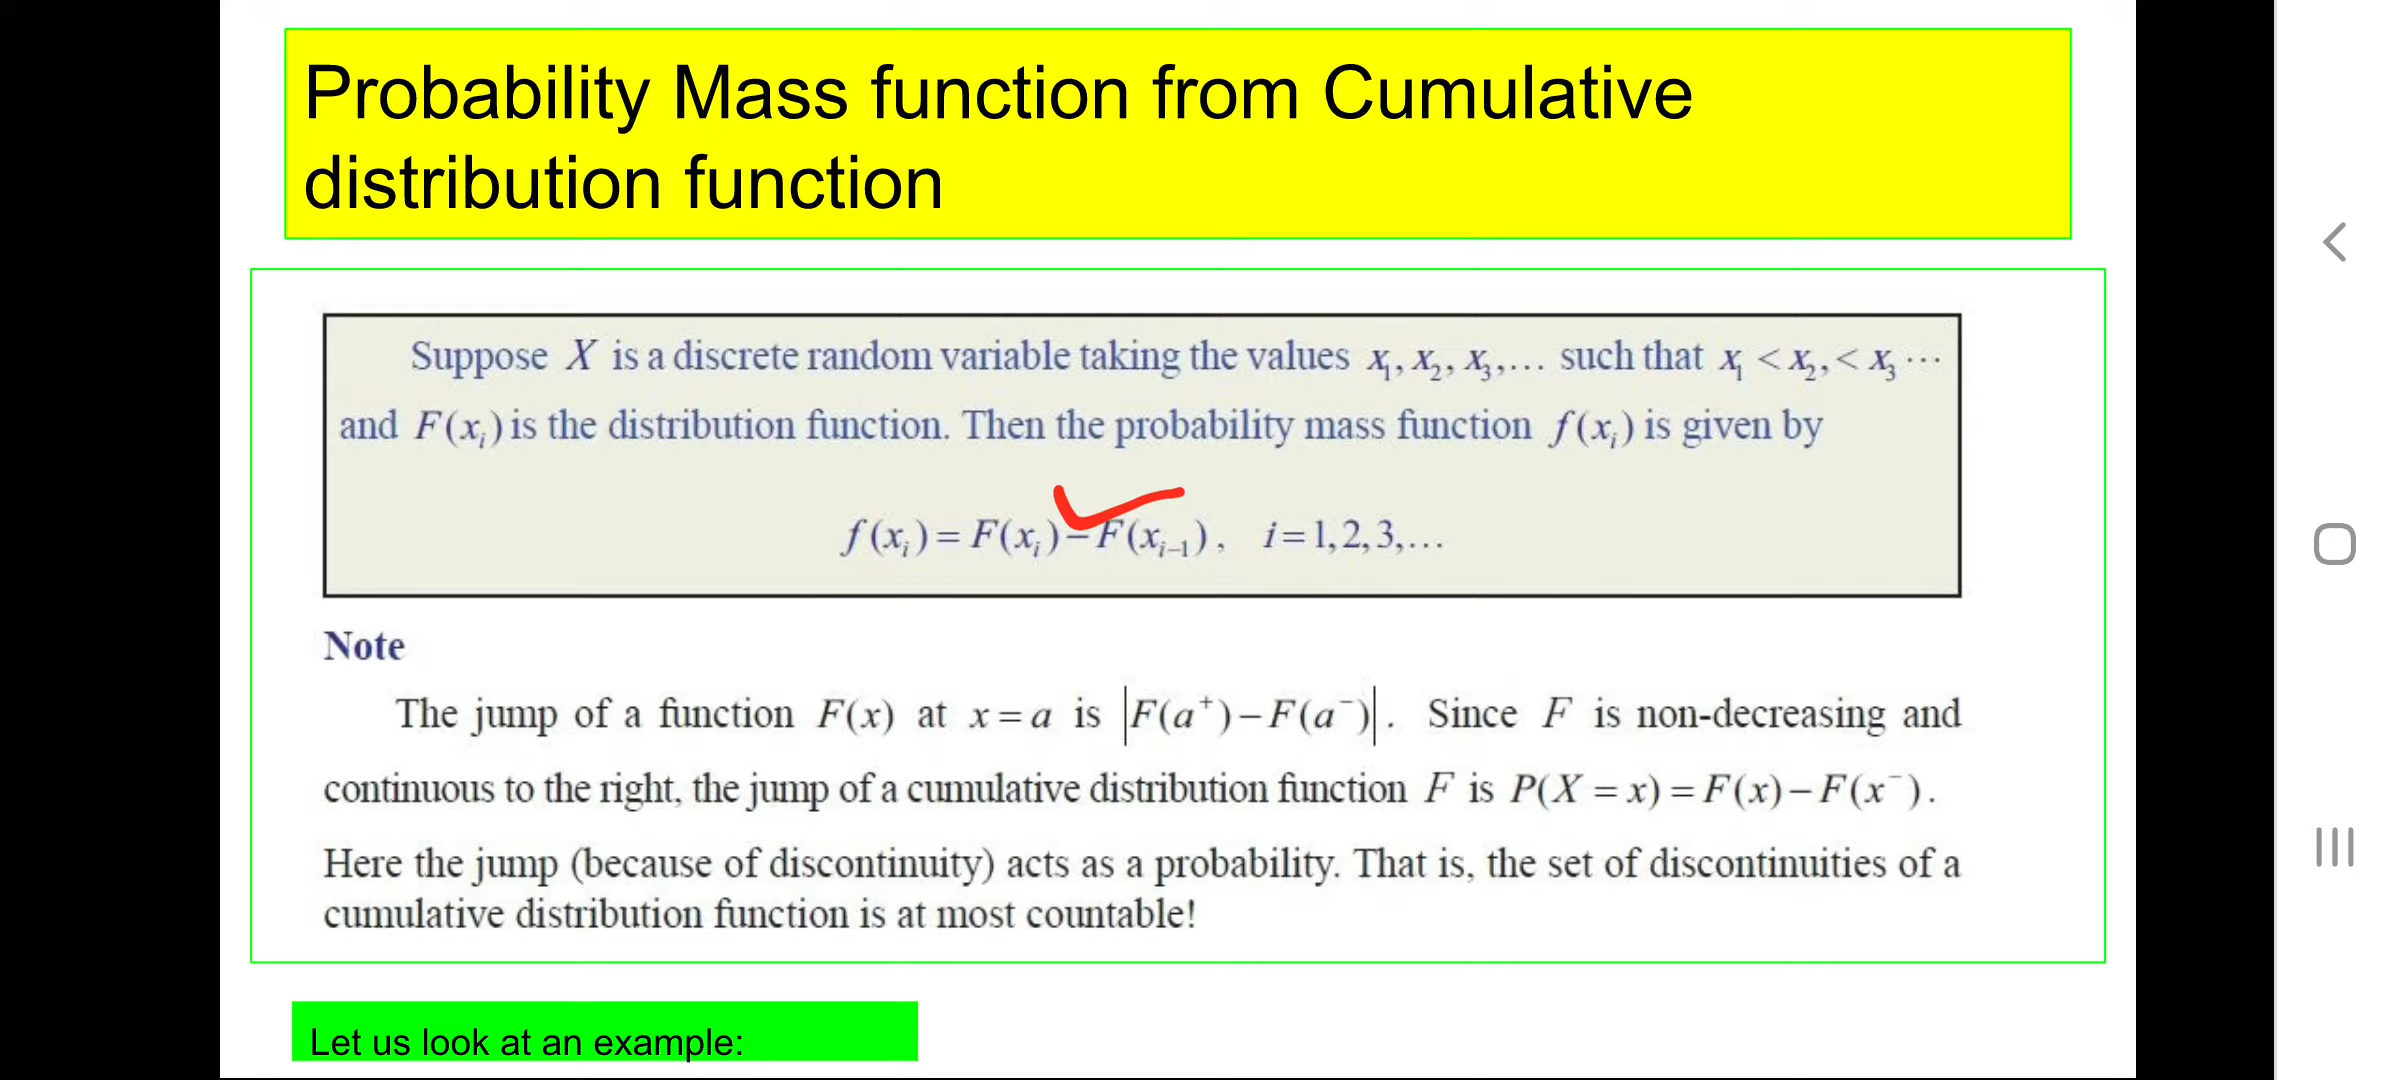 Probability Mass function from Cumulative
distribution function
Suppose X is a discrete random variable taking the values x₁, x₂, x₃,... such that x₁ < x₂, < x₃ ⋯
and F(xᵢ) is the distribution function. Then the probability mass function f(xᵢ) is given by
f(xᵢ) = F(xᵢ) − F(xᵢ₋₁), i = 1, 2, 3,...
Note
The jump of a function F(x) at x = a is |F(a⁺) − F(a⁻)|. Since F is non-decreasing and
continuous to the right, the jump of a cumulative distribution function F is P(X = x) = F(x) − F(x⁻).
Here the jump (because of discontinuity) acts as a probability. That is, the set of discontinuities of a
cumulative distribution function is at most countable!
Let us look at an example: